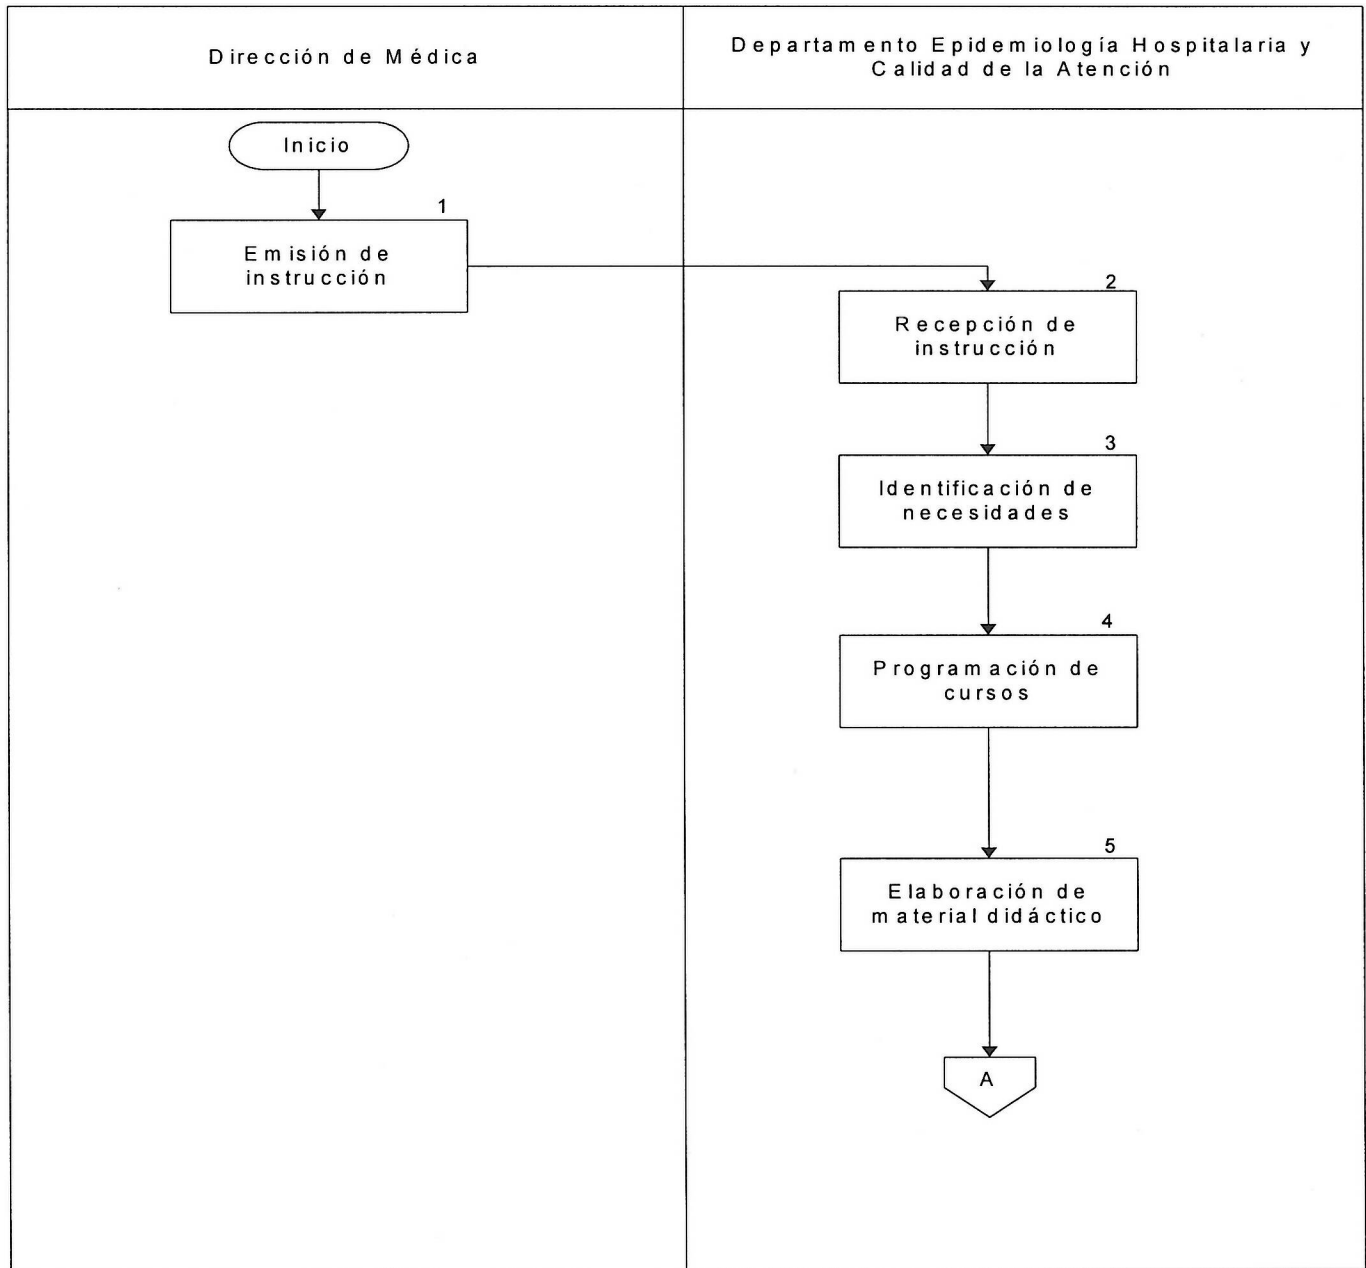 Dirección de Médica
Departamento Epidemiología Hospitalaria y
Calidad de la Atención
Inicio
1
Emisión de
instrucción
2
Recepción de
instrucción
3
Identificación de
necesidades
4
Programación de
cursos
5
Elaboración de
material didáctico
A